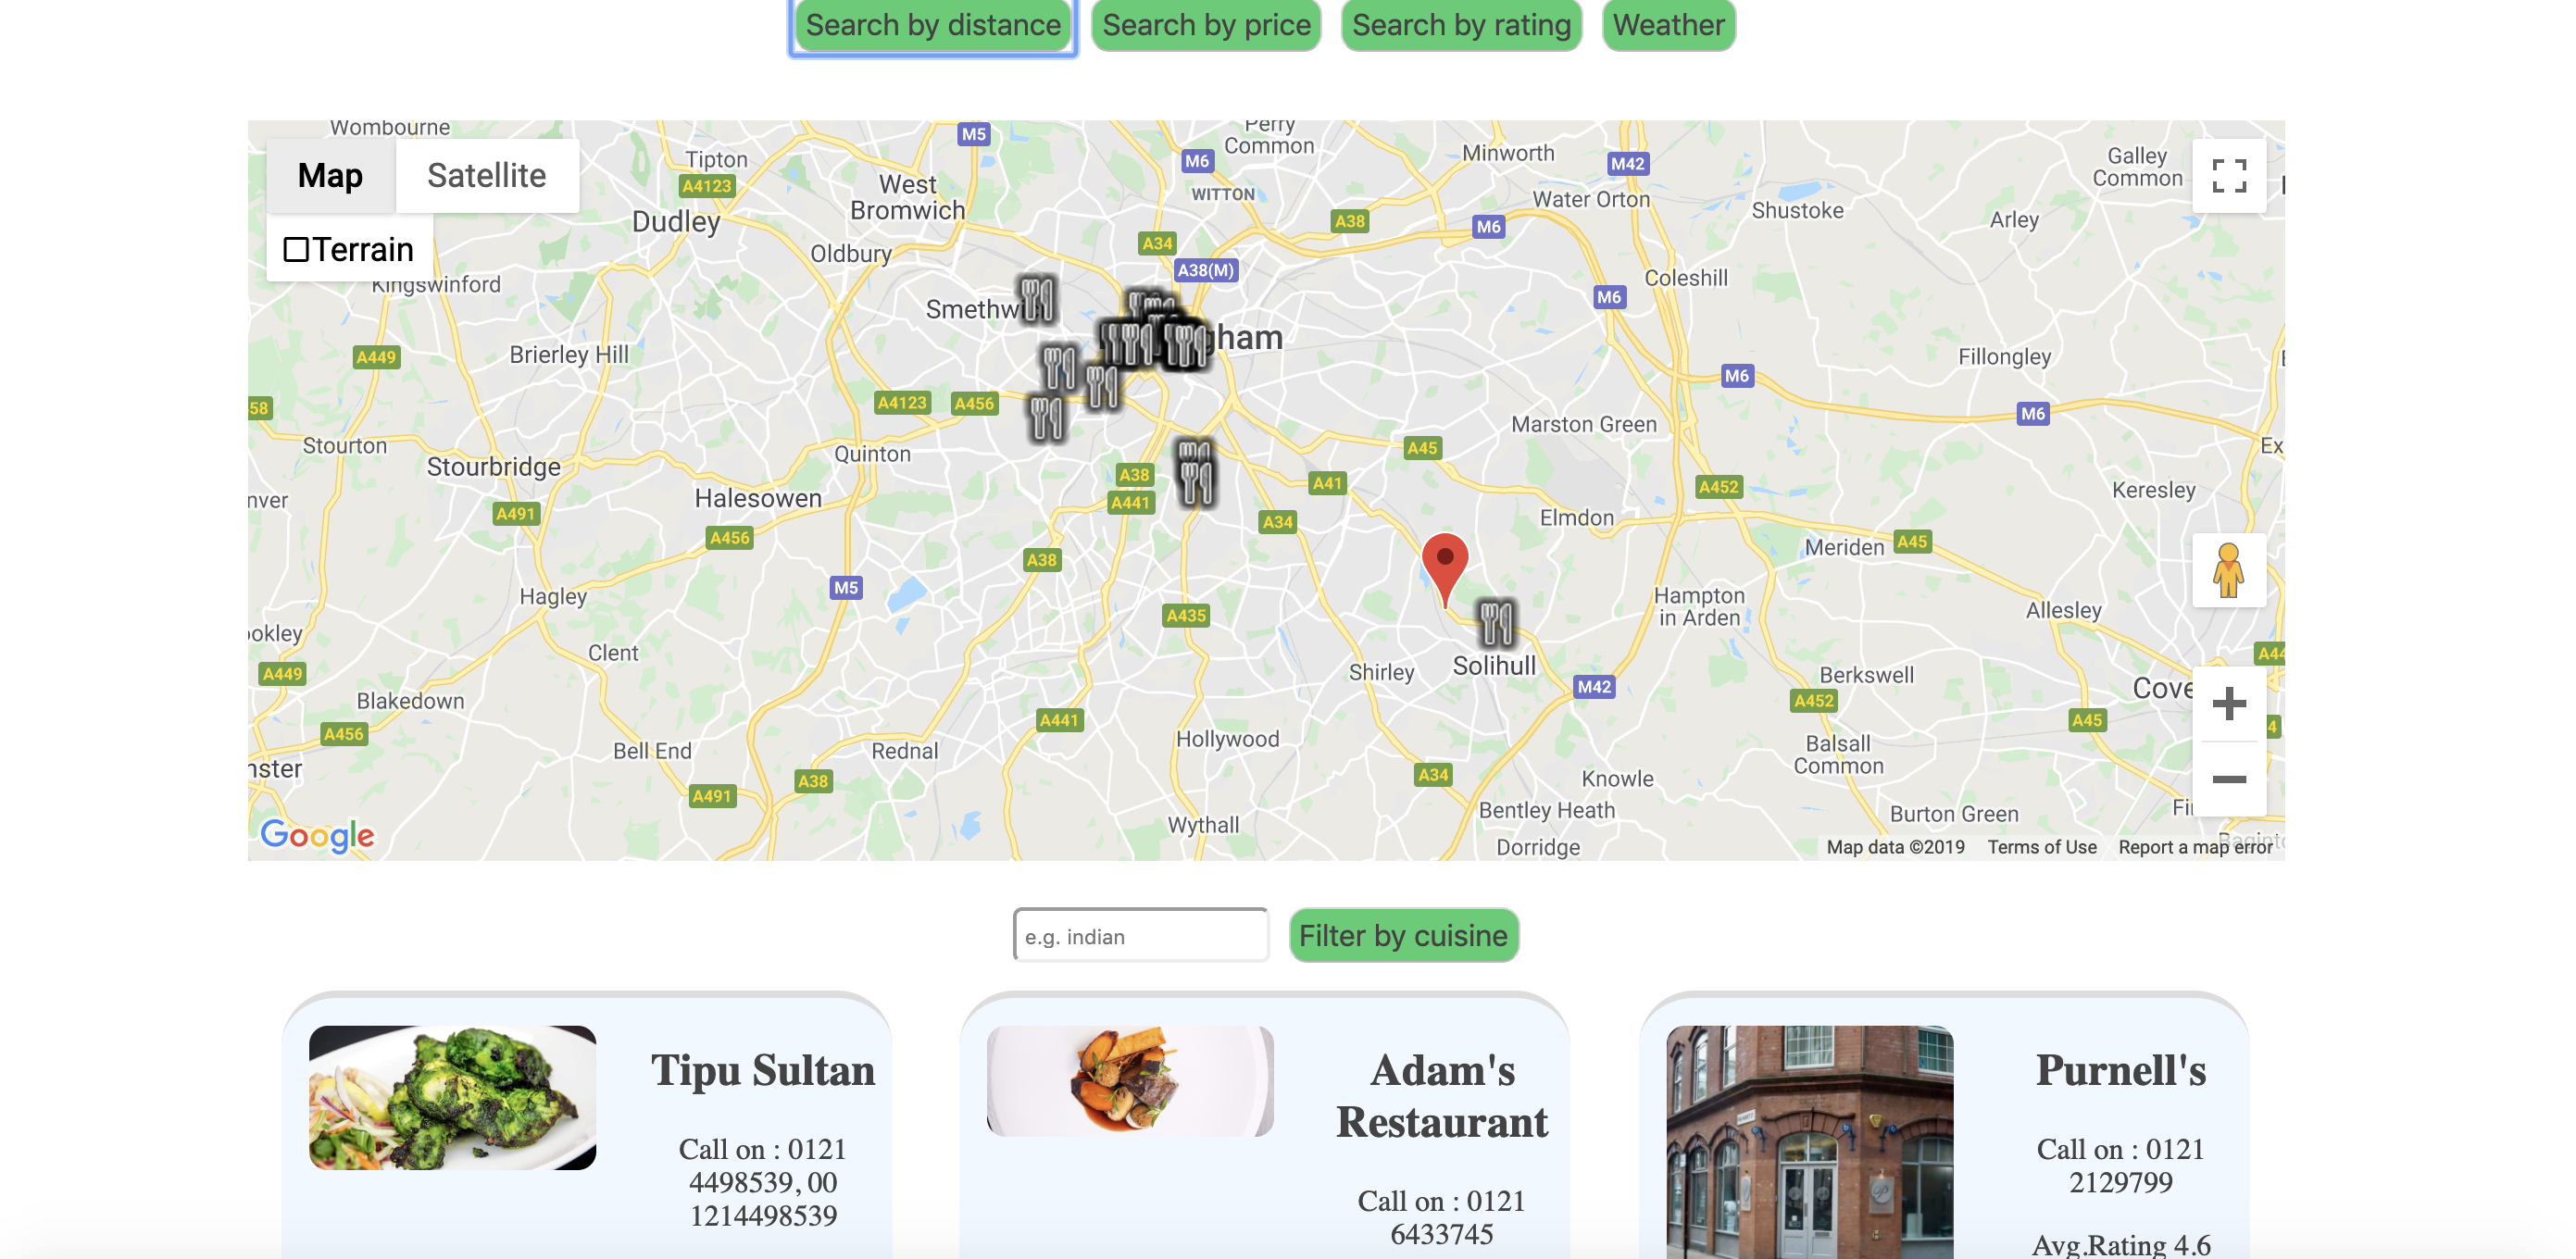 Search by distance
Search by price
Search by rating
Weather
Wombourne
M5
Perry
Common
Map
Satellite
Terrain
Tipton
A4123
M6
Minworth
M42
Galley
Common
West
Bromwich
WITTON
Water Orton
Shustoke
Arley
Dudley
A38
M6
Oldbury
A34
A38(M)
Coleshill
Kingswinford
M6
Smethwi
gham
A449
Brierley Hill
Fillongley
M6
A4123
A456
M6
58
Marston Green
Stourton
Quinton
A45
Ex
Stourbridge
A38
A41
A452
Keresley
nver
Halesowen
A441
A491
A34
Elmdon
A456
A38
Meriden
A45
M5
Hagley
Hampton
in Arden
Allesley
A435
ookley
Clent
Shirley
Solihull
A44
A449
M42
Berkswell
Cove
Blakedown
A452
A441
A45
4
A456
Bell End
Rednal
Hollywood
Balsall
Common
nster
A38
A34
Knowle
A491
Bentley Heath
Burton Green
Fi
Wythall
Google
Dorridge
Map data ©2019
Terms of Use
Report a map error
e.g. indian
Filter by cuisine
Tipu Sultan
Call on : 0121
4498539, 00
1214498539
Adam's
Restaurant
Call on : 0121
6433745
Purnell's
Call on : 0121
2129799
Avg.Rating 4.6